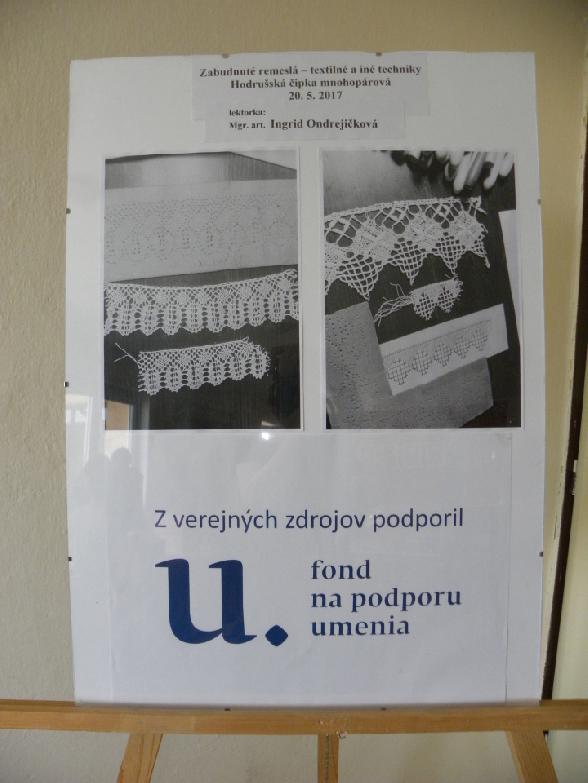 Zabudnuté remeslá – textilné a iné techniky
Hodrušská čipka mnohopárová
20. 5. 2017
lektorka:
Mgr. art. Ingrid Ondrejičková
Z verejných zdrojov podporil
u.
fond
na podporu
umenia